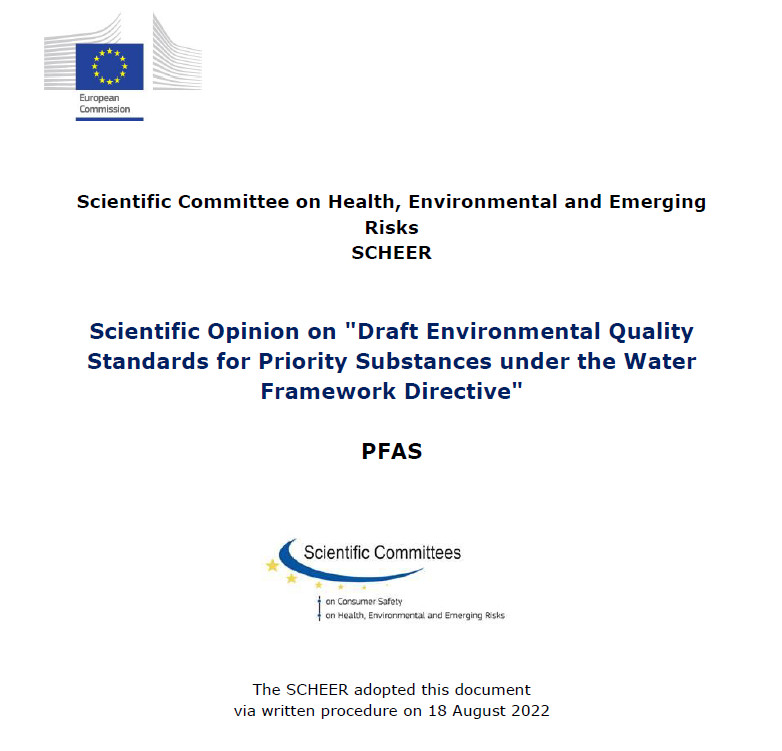 European
Commission
Scientific Committee on Health, Environmental and Emerging
Risks
SCHEER
Scientific Opinion on "Draft Environmental Quality
Standards for Priority Substances under the Water
Framework Directive"
PFAS
Scientific Committees
on Consumer Safety
on Health, Environmental and Emerging Risks
The SCHEER adopted this document
via written procedure on 18 August 2022